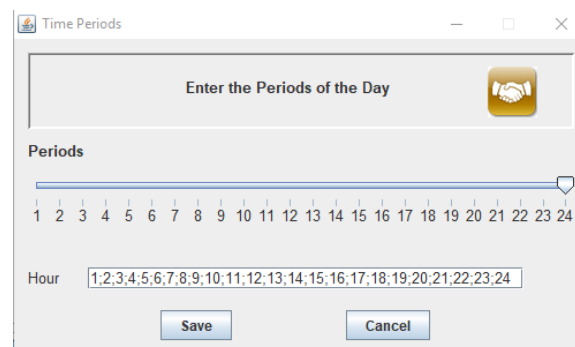 Time Periods
Enter the Periods of the Day
Periods
1 2 3 4 5 6 7 8 9 10 11 12 13 14 15 16 17 18 19 20 21 22 23 24
Hour 1;2;3;4;5;6;7;8;9;10;11;12;13;14;15;16;17;18;19;20;21;22;23;24
Save Cancel